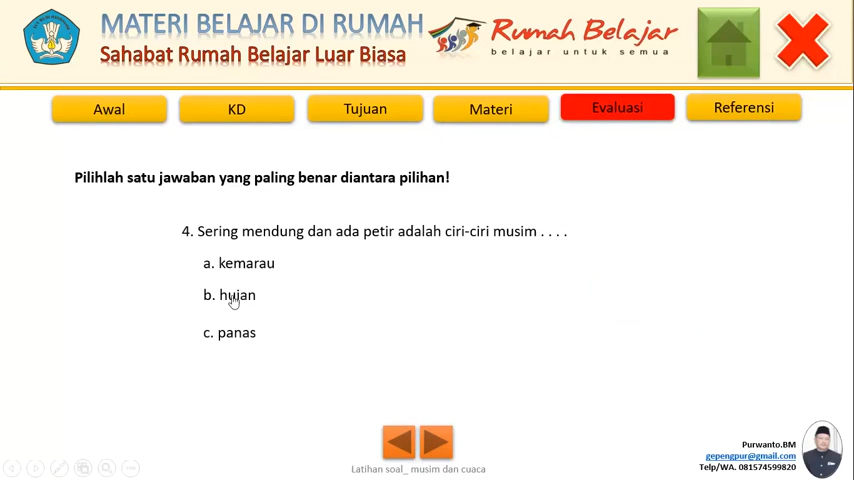 MATERI BELAJAR DI RUMAH
Sahabat Rumah Belajar Luar Biasa
Rumah Belajar
belajar untuk semua
Awal
KD
Tujuan
Materi
Evaluasi
Referensi
Pilihlah satu jawaban yang paling benar diantara pilihan!
4. Sering mendung dan ada petir adalah ciri-ciri musim . . . .
a. kemarau
b. hujan
c. panas
Latihan soal_ musim dan cuaca
Purwanto.BM
gepengpur@gmail.com
Telp/WA. 081574599820